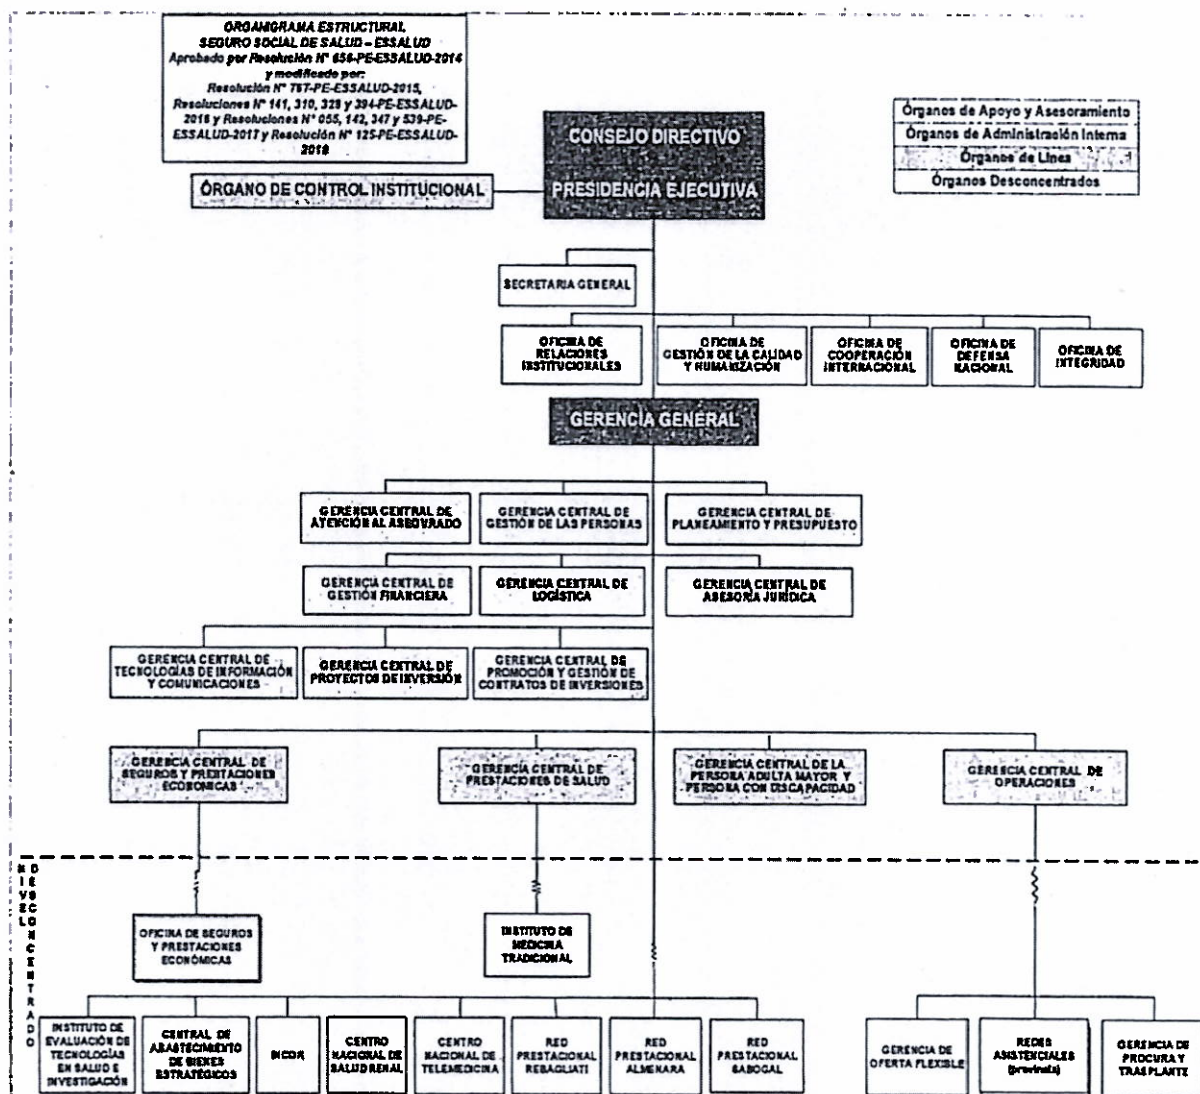 ORGANIGRAMA ESTRUCTURAL
SEGURO SOCIAL DE SALUD – ESSALUD
Aprobado por Resolución N° 656-PE-ESSALUD-2014
y modificado por:
Resolución N° 767-PE-ESSALUD-2015,
Resoluciones N° 141, 310, 328 y 394-PE-ESSALUD-
2016 y Resoluciones N° 055, 142, 347 y 539-PE-
ESSALUD-2017 y Resolución N° 125-PE-ESSALUD-
2018
Órganos de Apoyo y Asesoramiento
Órganos de Administración Interna
Órganos de Línea
Órganos Desconcentrados
CONSEJO DIRECTIVO
PRESIDENCIA EJECUTIVA
ÓRGANO DE CONTROL INSTITUCIONAL
SECRETARIA GENERAL
OFICINA DE
RELACIONES
INSTITUCIONALES
OFICINA DE
GESTIÓN DE LA CALIDAD
Y HUMANIZACIÓN
OFICINA DE
COOPERACIÓN
INTERNACIONAL
OFICINA DE
DEFENSA
NACIONAL
OFICINA DE
INTEGRIDAD
GERENCIA GENERAL
GERENCIA CENTRAL DE
ATENCIÓN AL ASEGURADO
GERENCIA CENTRAL DE
GESTIÓN DE LAS PERSONAS
GERENCIA CENTRAL DE
PLANEAMIENTO Y PRESUPUESTO
GERENCIA CENTRAL DE
GESTIÓN FINANCIERA
GERENCIA CENTRAL DE
LOGÍSTICA
GERENCIA CENTRAL DE
ASESORÍA JURÍDICA
GERENCIA CENTRAL DE
TECNOLOGÍAS DE INFORMACIÓN
Y COMUNICACIONES
GERENCIA CENTRAL DE
PROYECTOS DE INVERSIÓN
GERENCIA CENTRAL DE
PROMOCIÓN Y GESTIÓN DE
CONTRATOS DE INVERSIONES
GERENCIA CENTRAL DE
SEGUROS Y PRESTACIONES
ECONOMICAS
GERENCIA CENTRAL DE
PRESTACIONES DE SALUD
GERENCIA CENTRAL DE LA
PERSONA ADULTA MAYOR Y
PERSONA CON DISCAPACIDAD
GERENCIA CENTRAL DE
OPERACIONES
NIVEL
DESCONCENTRADO
OFICINA DE SEGUROS
Y PRESTACIONES
ECONÓMICAS
INSTITUTO DE
MEDICINA
TRADICIONAL
INSTITUTO DE
EVALUACIÓN DE
TECNOLOGÍAS
EN SALUD E
INVESTIGACIÓN
CENTRAL DE
ABASTECIMIENTO
DE BIENES
ESTRATÉGICOS
INCOR
CENTRO
NACIONAL DE
SALUD RENAL
CENTRO
NACIONAL DE
TELEMEDICINA
RED
PRESTACIONAL
REBAGLIATI
RED
PRESTACIONAL
ALMENARA
RED
PRESTACIONAL
SABOGAL
GERENCIA DE
OFERTA FLEXIBLE
REDES
ASISTENCIALES
GERENCIA DE
PROCURA Y
TRASPLANTE